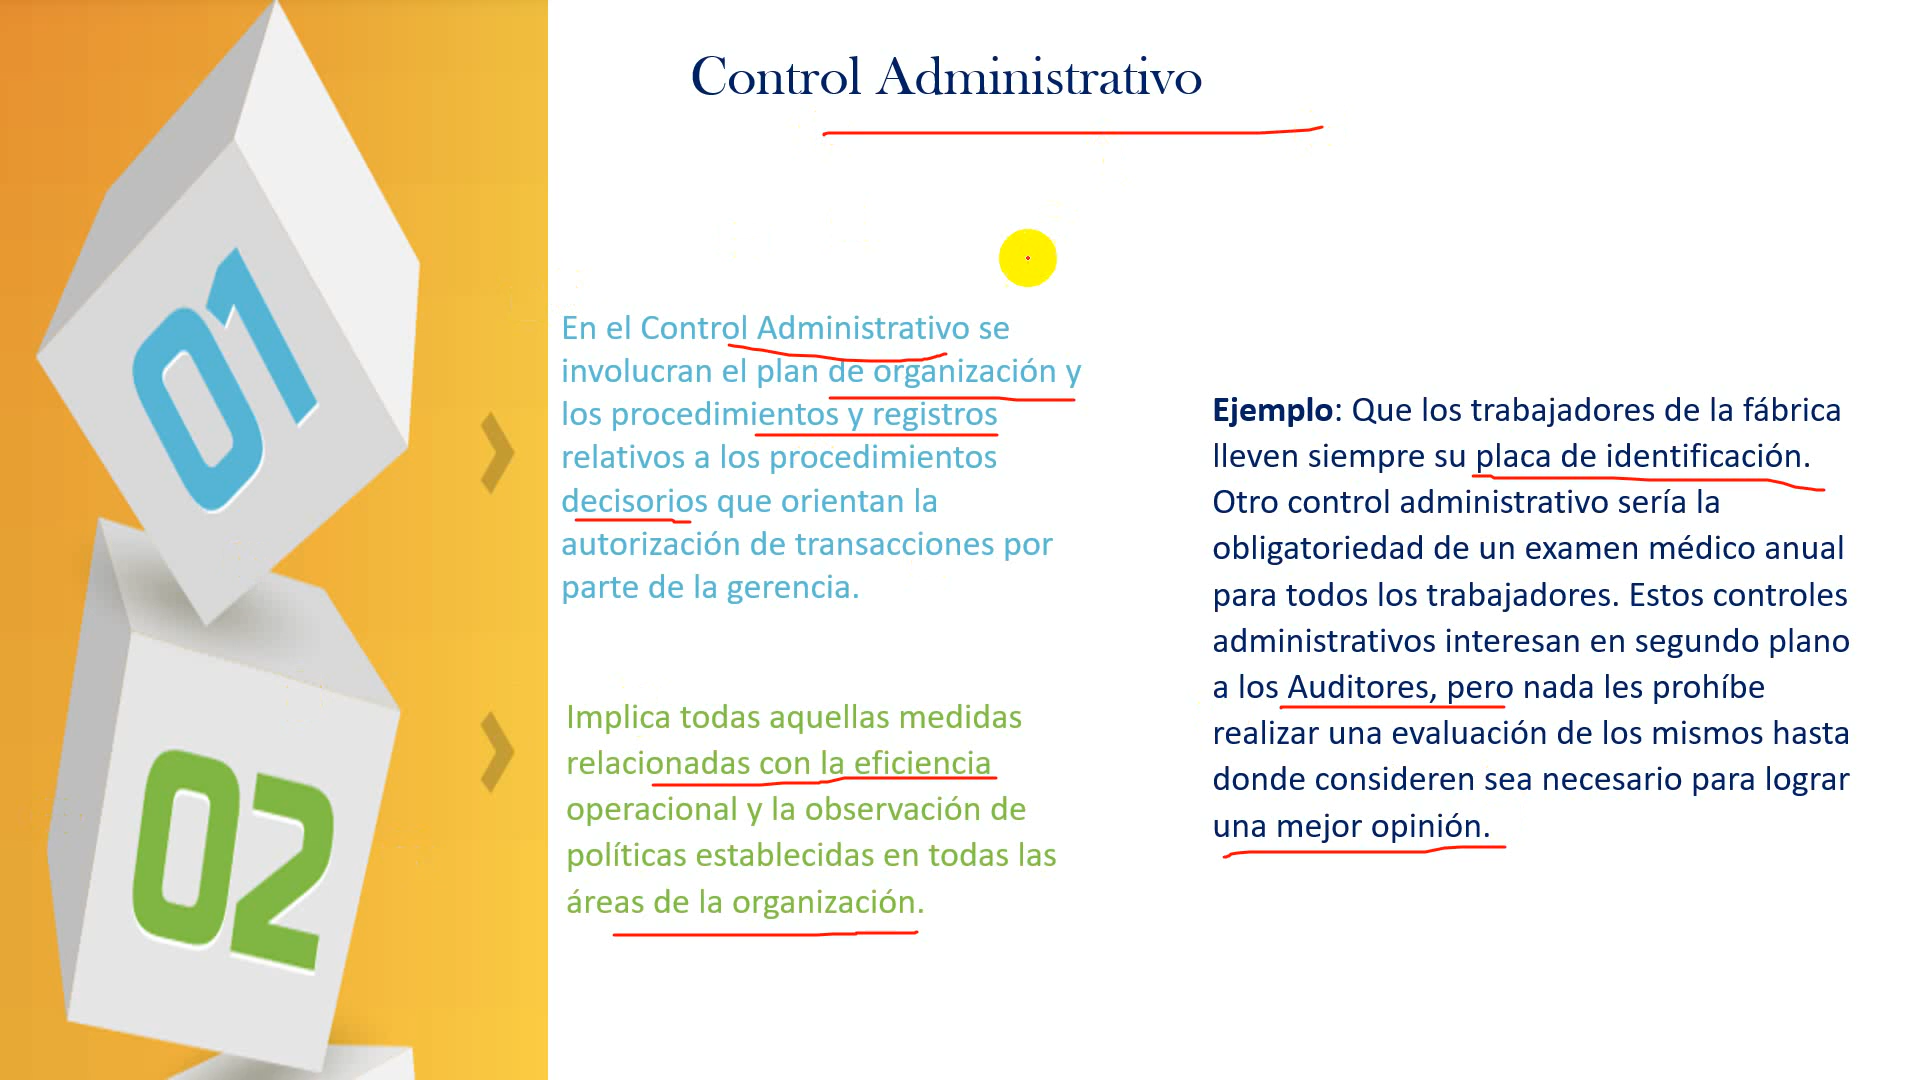 Control Administrativo
01
En el Control Administrativo se
involucran el plan de organización y
los procedimientos y registros
relativos a los procedimientos
decisorios que orientan la
autorización de transacciones por
parte de la gerencia.
02
Implica todas aquellas medidas
relacionadas con la eficiencia
operacional y la observación de
políticas establecidas en todas las
áreas de la organización.
Ejemplo: Que los trabajadores de la fábrica
lleven siempre su placa de identificación.
Otro control administrativo sería la
obligatoriedad de un examen médico anual
para todos los trabajadores. Estos controles
administrativos interesan en segundo plano
a los Auditores, pero nada les prohíbe
realizar una evaluación de los mismos hasta
donde consideren sea necesario para lograr
una mejor opinión.